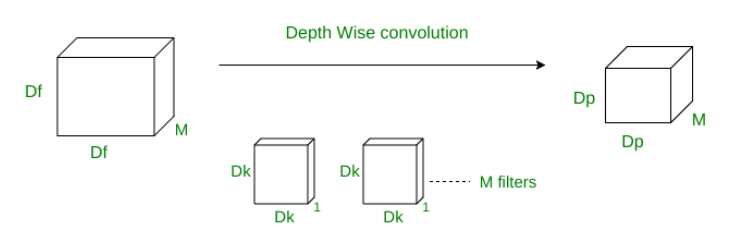 Depth Wise convolution
Df
Df
M
Dk
Dk
1
Dk
Dk
1
M filters
Dp
Dp
M